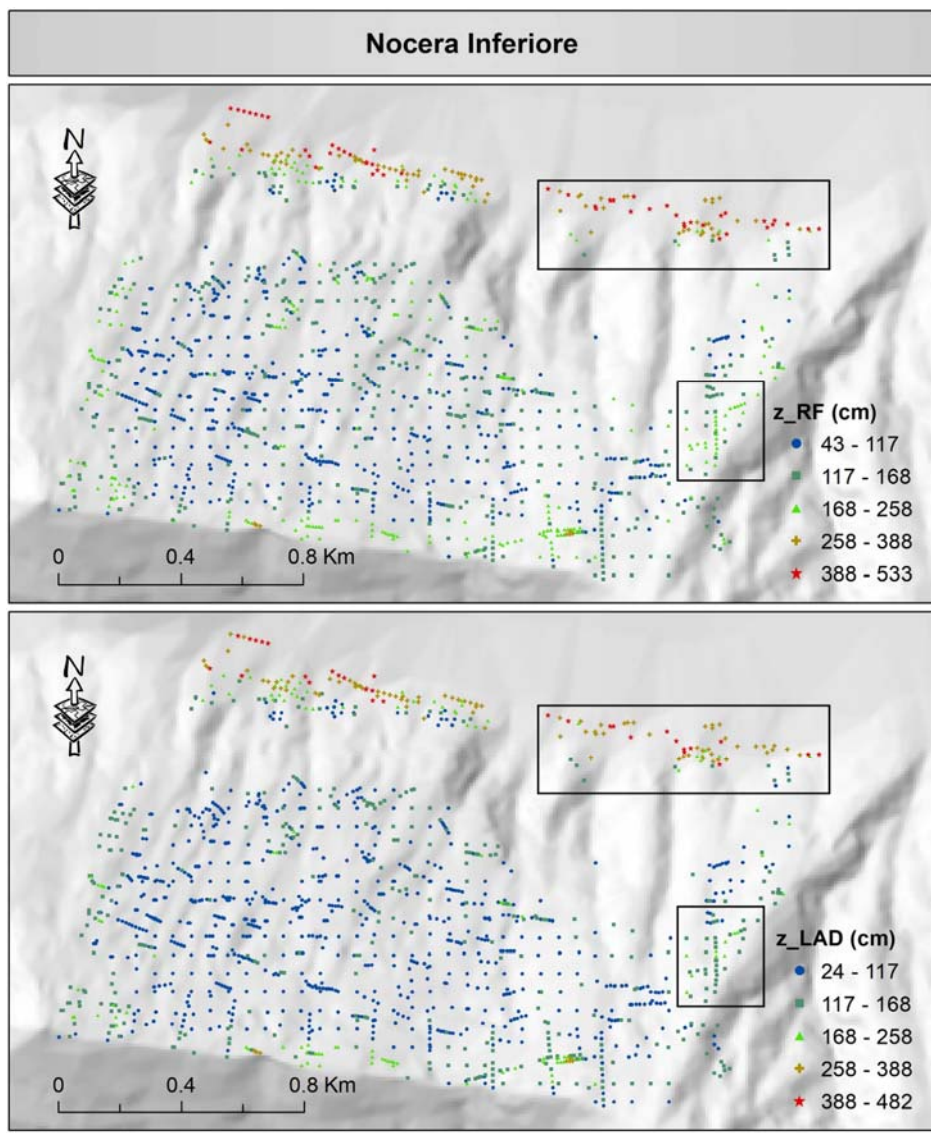 Nocera Inferiore
N
z_RF (cm)
43 - 117
117 - 168
168 - 258
258 - 388
388 - 533
0 0.4 0.8 Km
N
z_LAD (cm)
24 - 117
117 - 168
168 - 258
258 - 388
388 - 482
0 0.4 0.8 Km